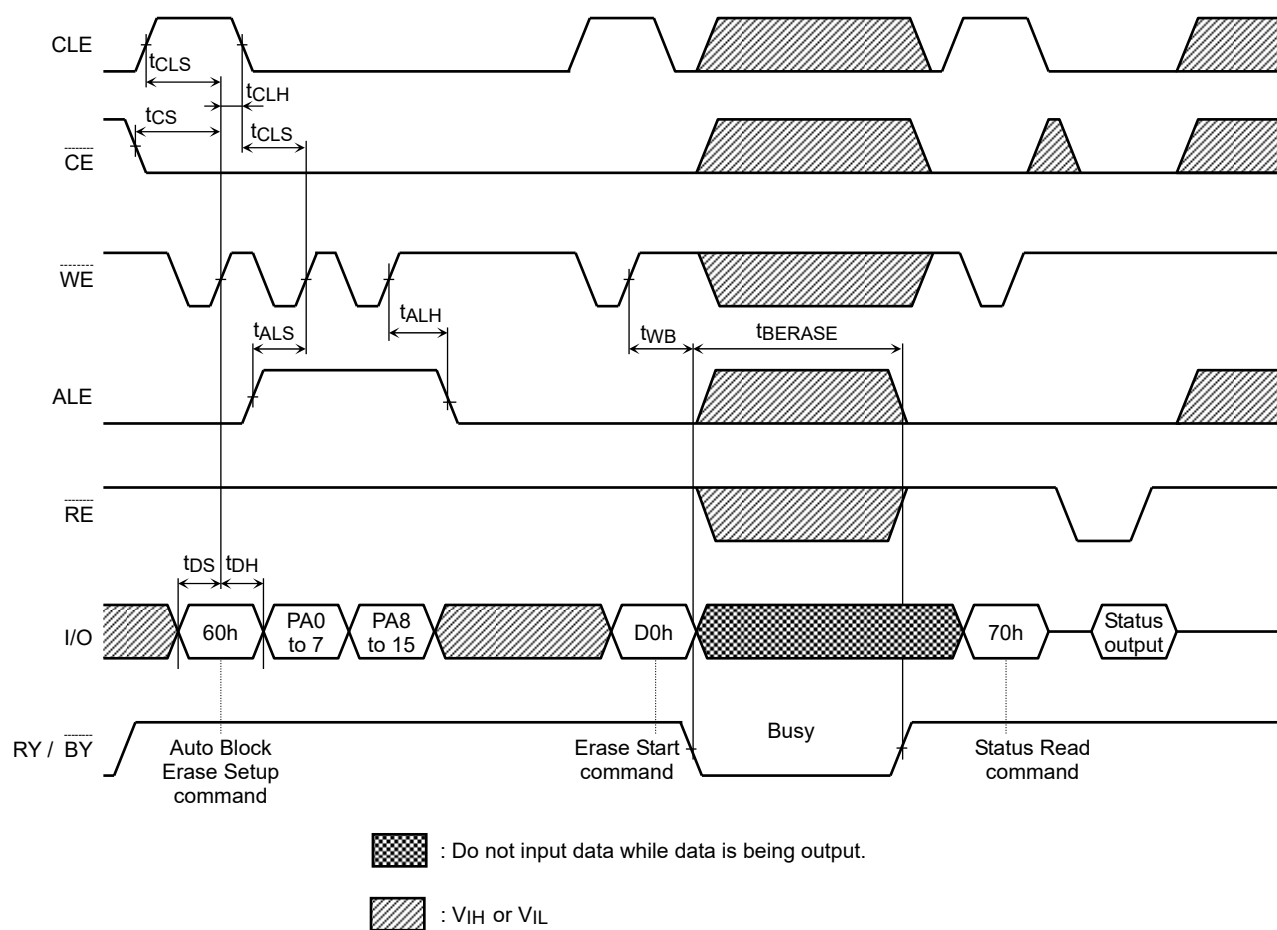 CLE
tCLS
tCLH
tCS
tCLS
CE
WE
tALS
tALH
tWB
tBERASE
ALE
RE
tDS
tDH
I/O
60h
PA0
to 7
PA8
to 15
D0h
70h
Status
output
RY / BY
Auto Block
Erase Setup
command
Erase Start
command
Busy
Status Read
command
: Do not input data while data is being output.
: VIH or VIL